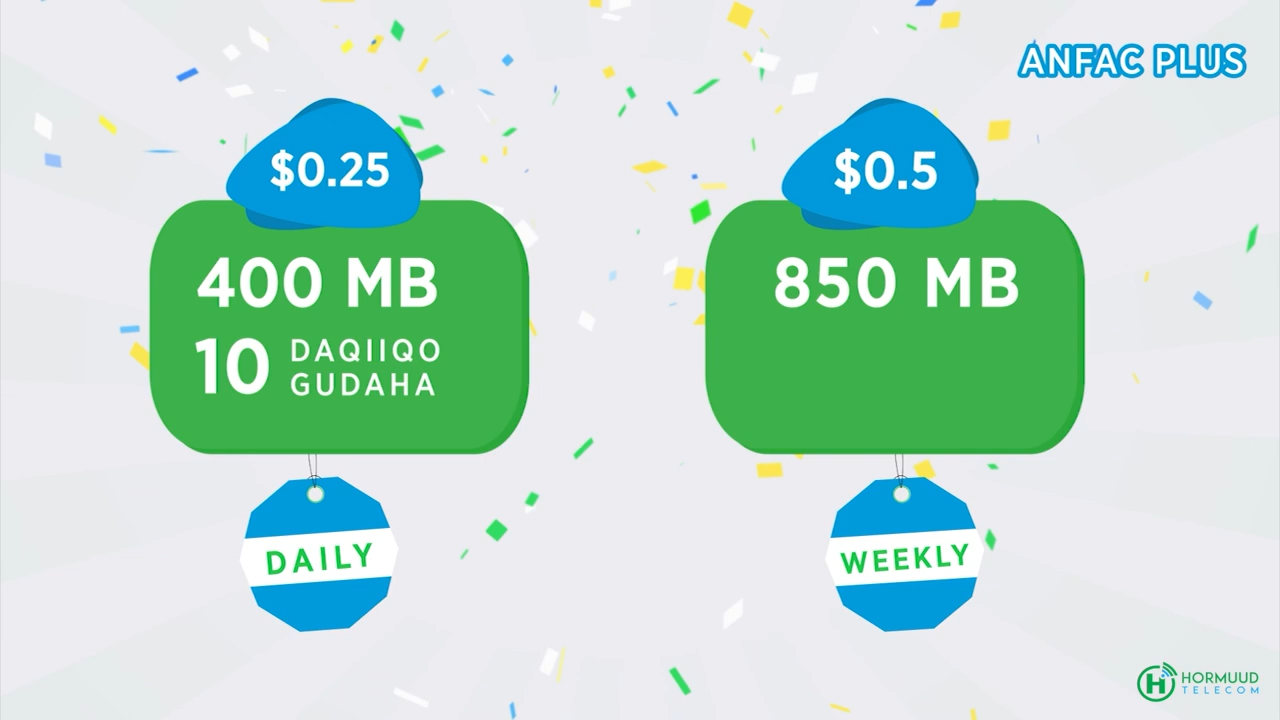 ANFAC PLUS
$0.25
400 MB
10 DAQIIQO
GUDAHA
DAILY
$0.5
850 MB
WEEKLY
HORMUUD
TELECOM